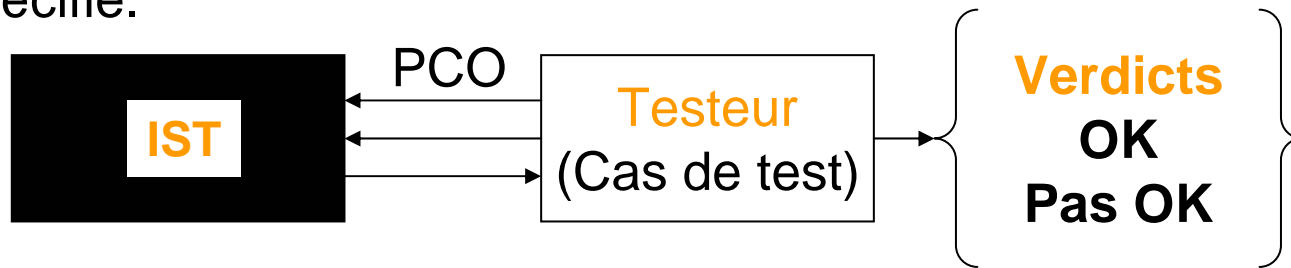 PCO
IST
Testeur
(Cas de test)
Verdicts
OK
Pas OK